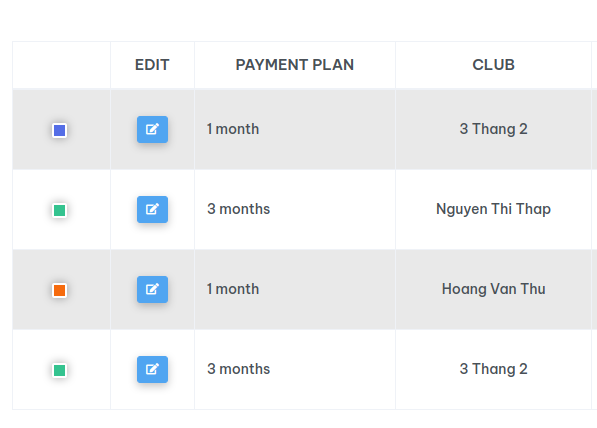 EDIT PAYMENT PLAN CLUB
1 month 3 Thang 2
3 months Nguyen Thi Thap
1 month Hoang Van Thu
3 months 3 Thang 2